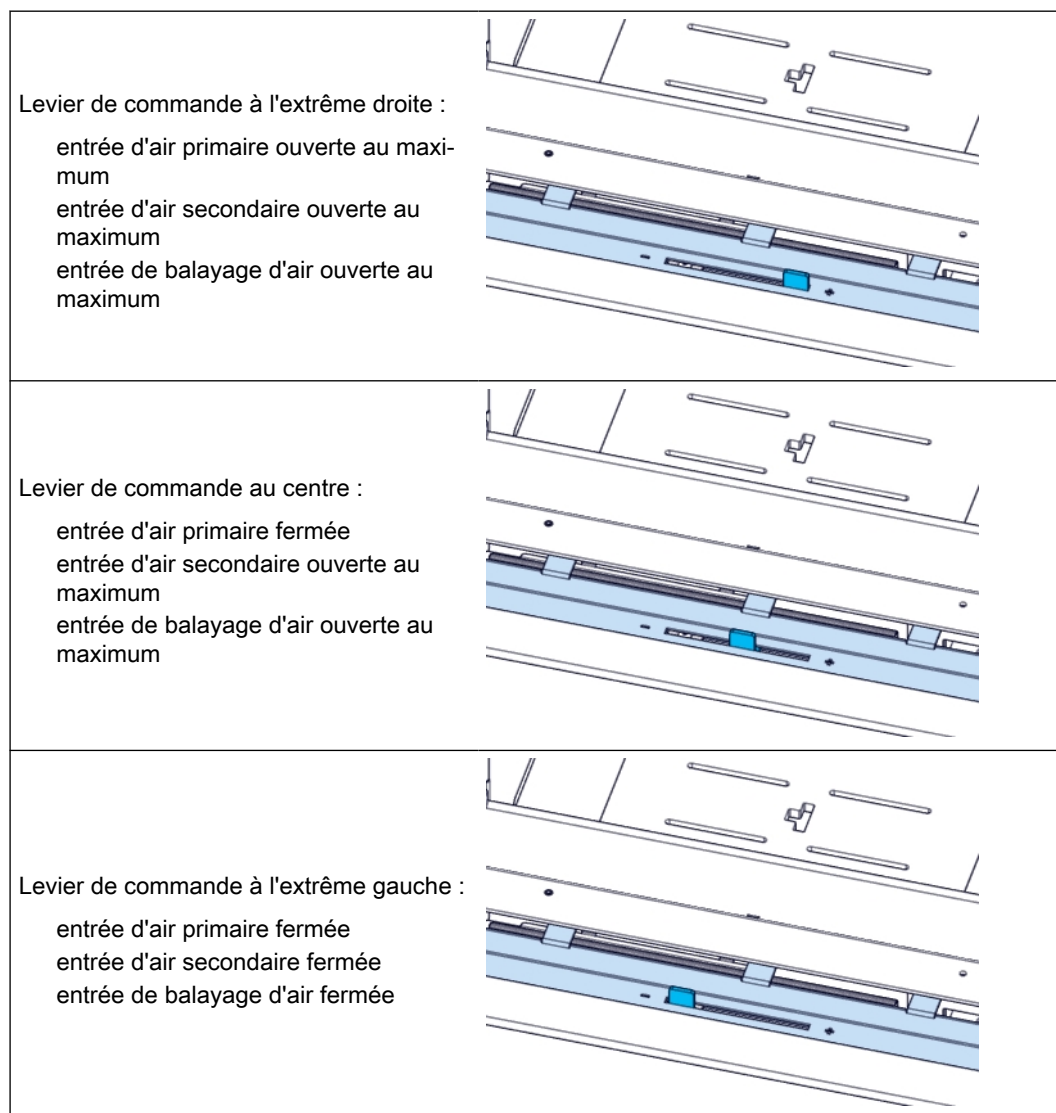 Levier de commande à l'extrême droite :
entrée d'air primaire ouverte au maxi-
mum
entrée d'air secondaire ouverte au
maximum
entrée de balayage d'air ouverte au
maximum
Levier de commande au centre :
entrée d'air primaire fermée
entrée d'air secondaire ouverte au
maximum
entrée de balayage d'air ouverte au
maximum
Levier de commande à l'extrême gauche :
entrée d'air primaire fermée
entrée d'air secondaire fermée
entrée de balayage d'air fermée